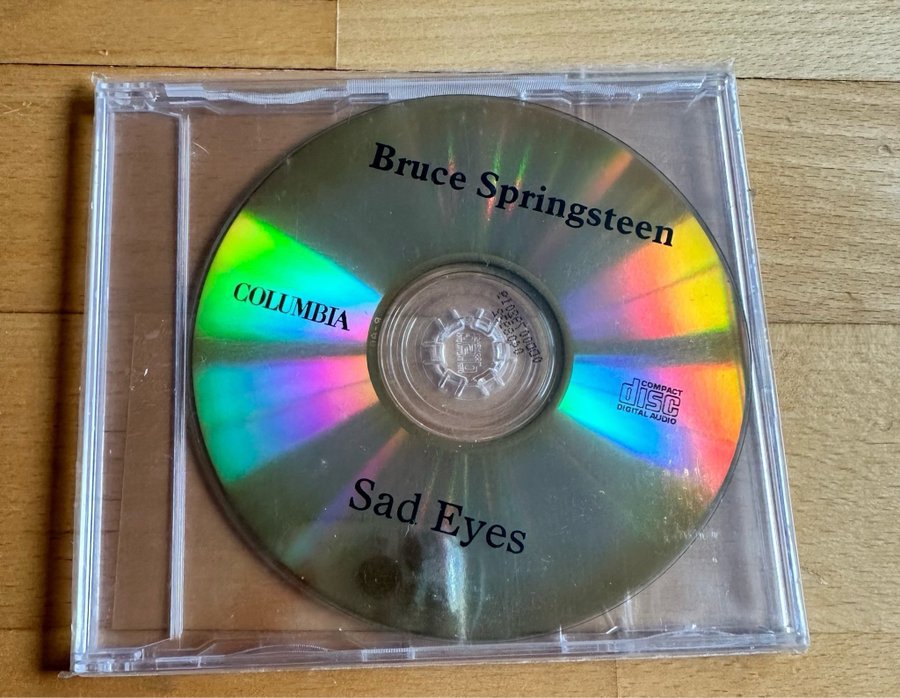 Bruce Springsteen
COLUMBIA
COMPACT
disc
DIGITAL AUDIO
Sad Eyes